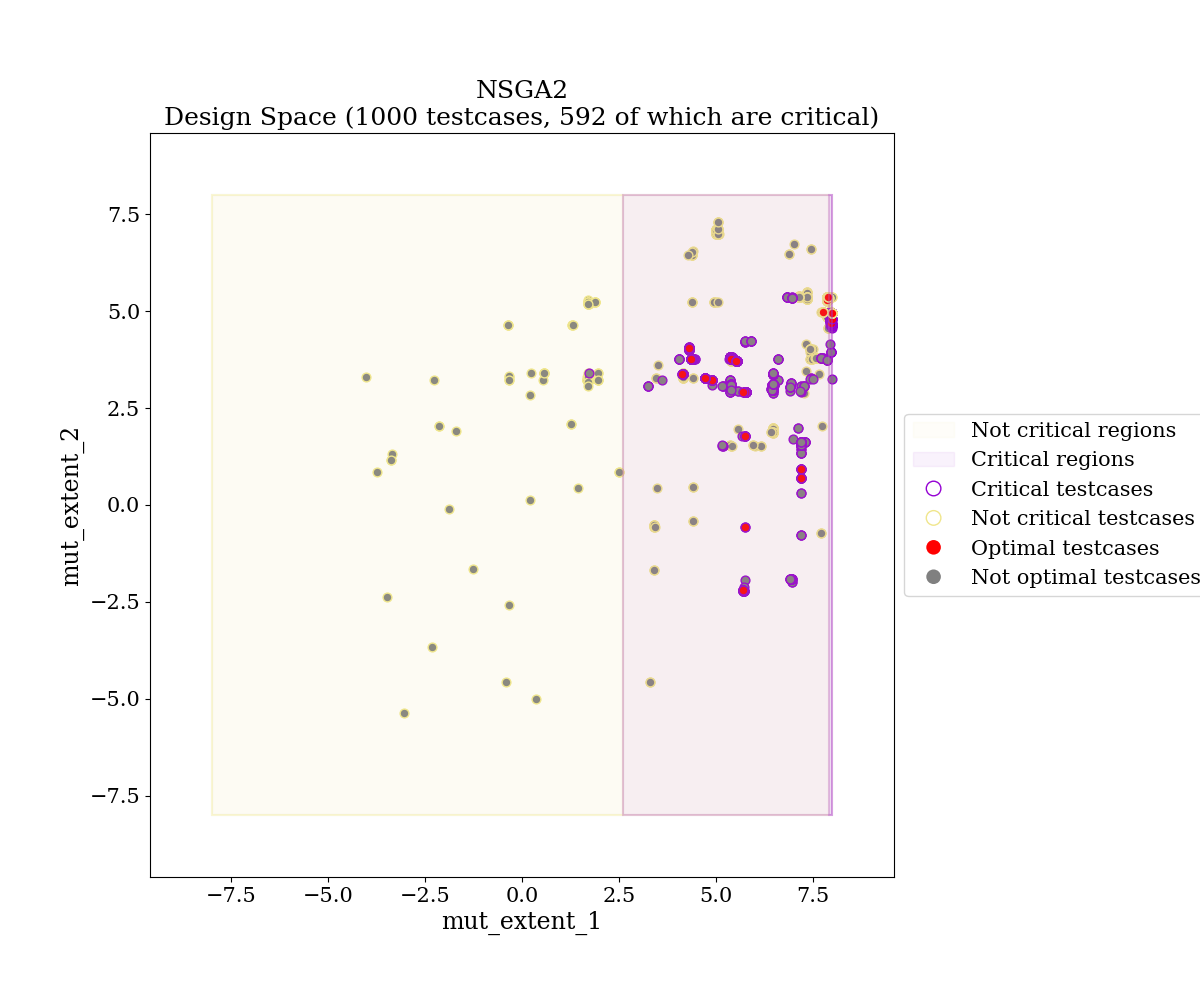 NSGA2
Design Space (1000 testcases, 592 of which are critical)
mut_extent_2
7.5
5.0
2.5
0.0
−2.5
−5.0
−7.5
−7.5
−5.0
−2.5
0.0
2.5
5.0
7.5
mut_extent_1
Not critical regions
Critical regions
Critical testcases
Not critical testcases
Optimal testcases
Not optimal testcases